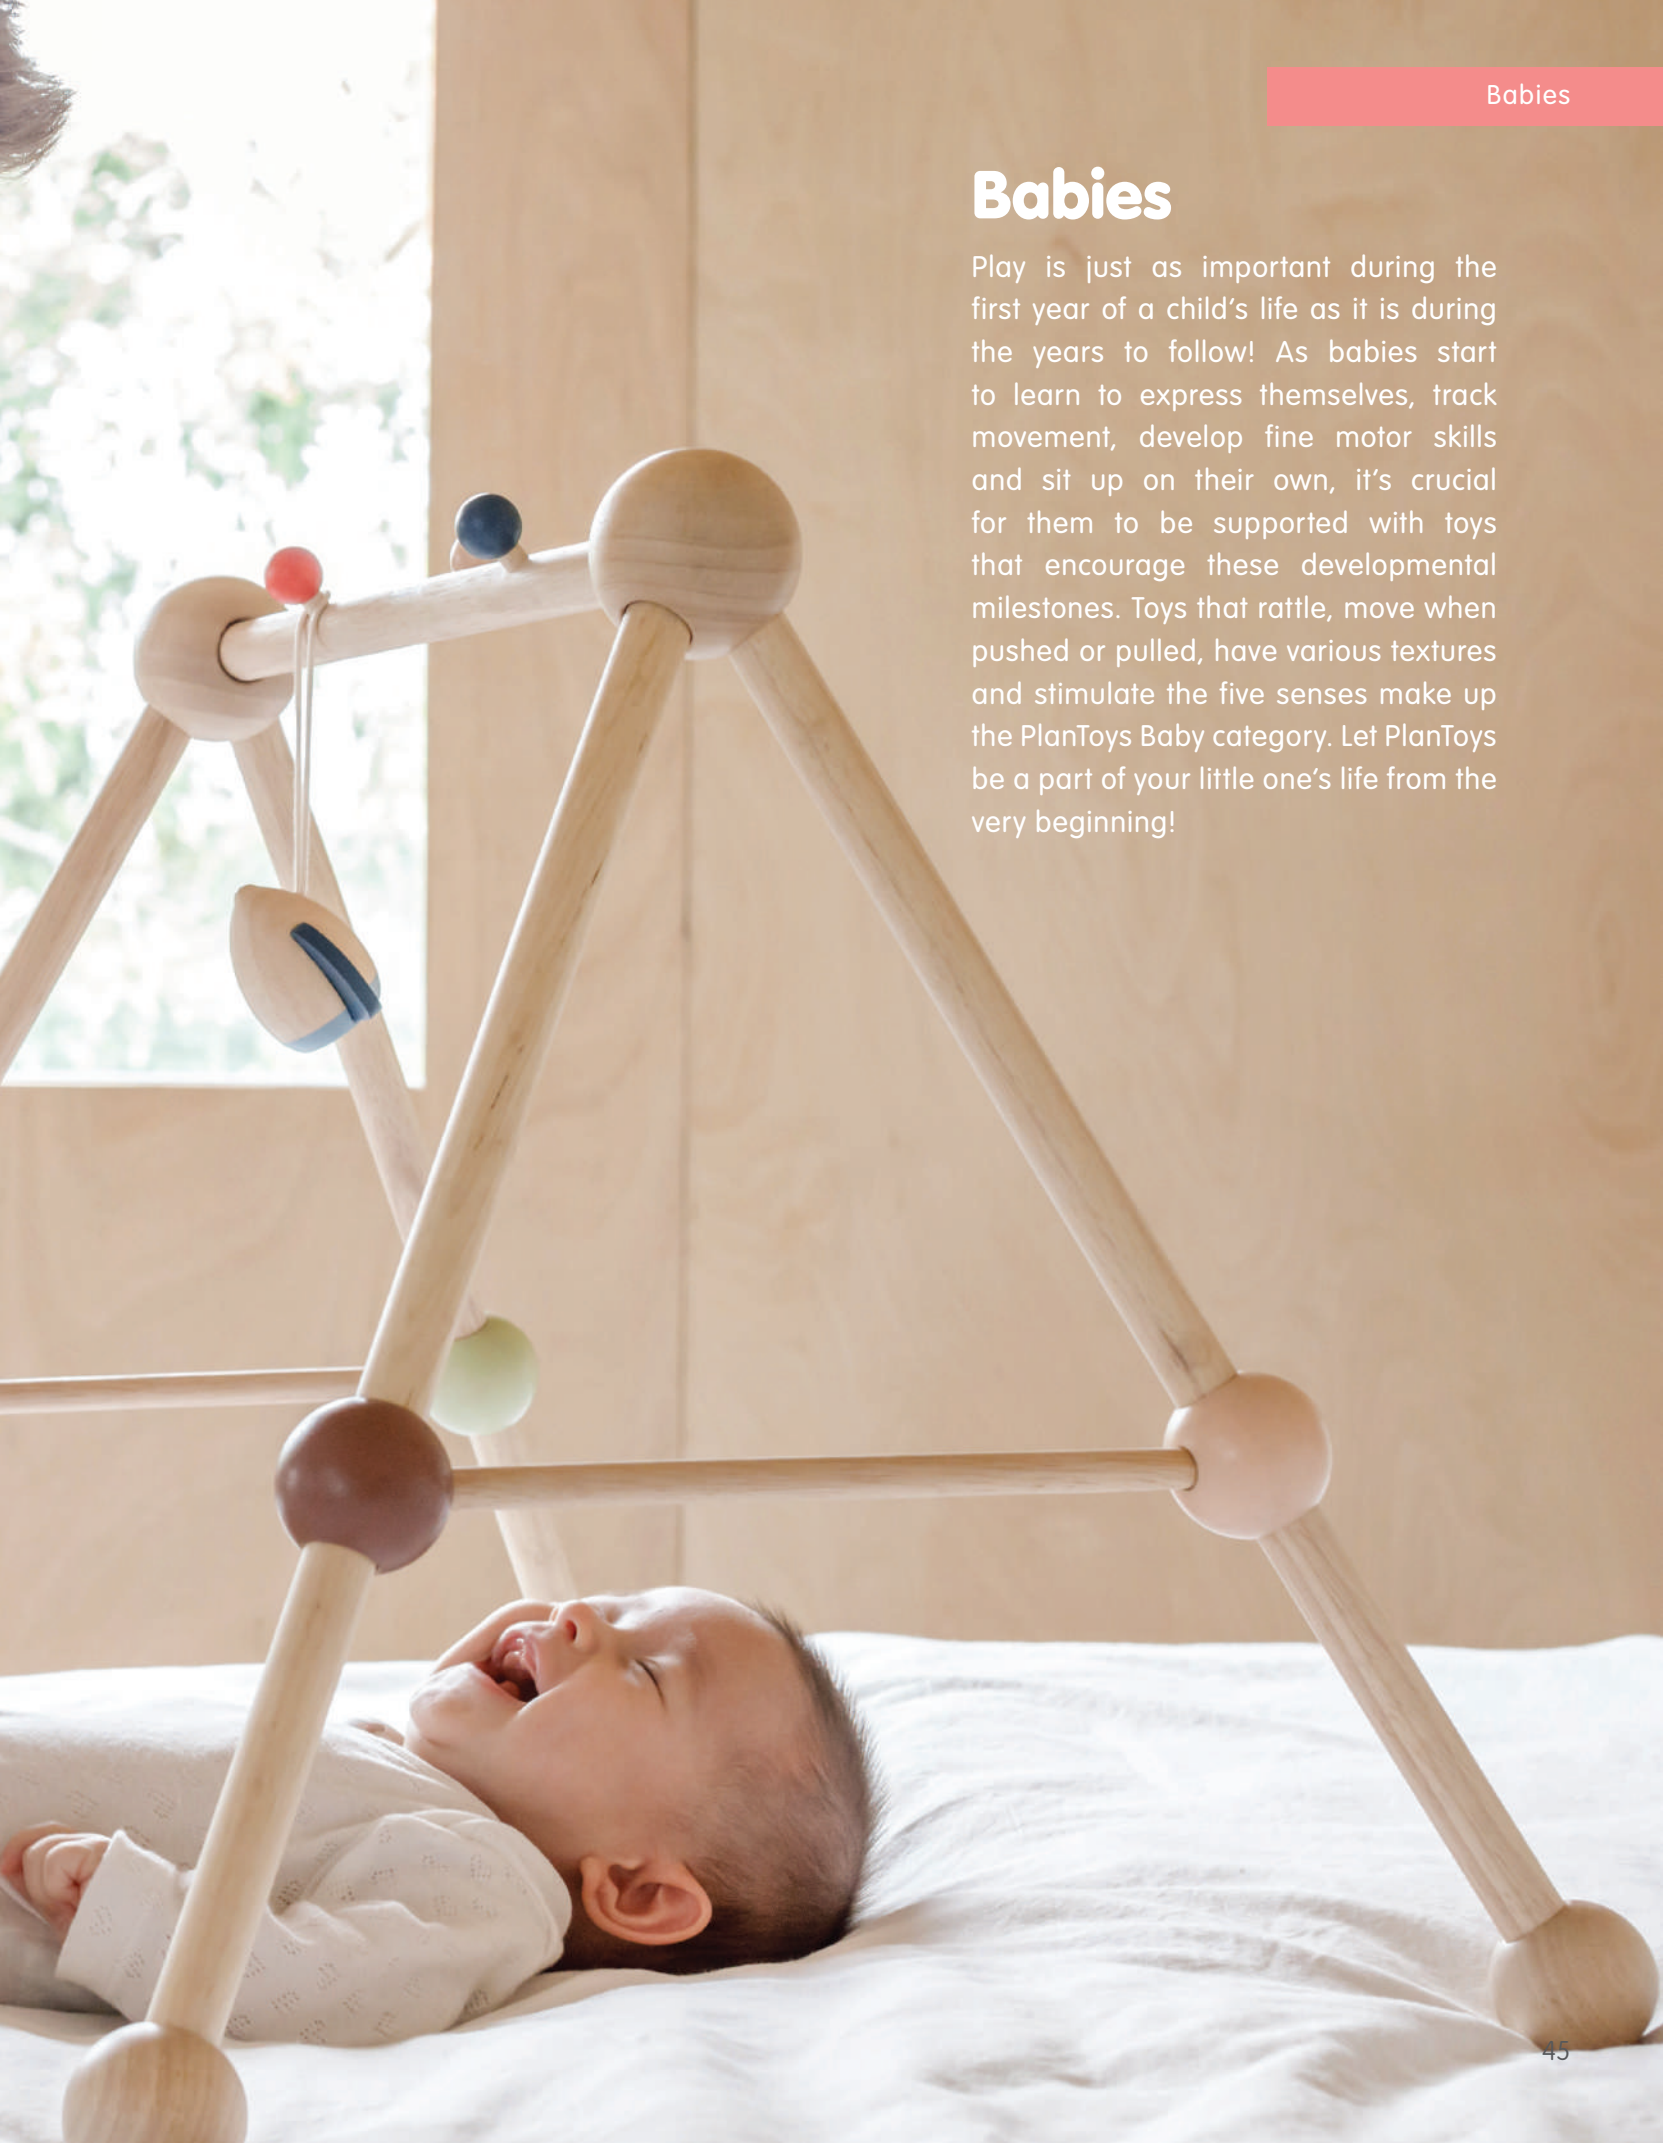 Babies
Babies
Play is just as important during the
first year of a child's life as it is during
the years to follow! As babies start
to learn to express themselves, track
movement, develop fine motor skills
and sit up on their own, it's crucial
for them to be supported with toys
that encourage these developmental
milestones. Toys that rattle, move when
pushed or pulled, have various textures
and stimulate the five senses make up
the PlanToys Baby category. Let PlanToys
be a part of your little one's life from the
very beginning!
45